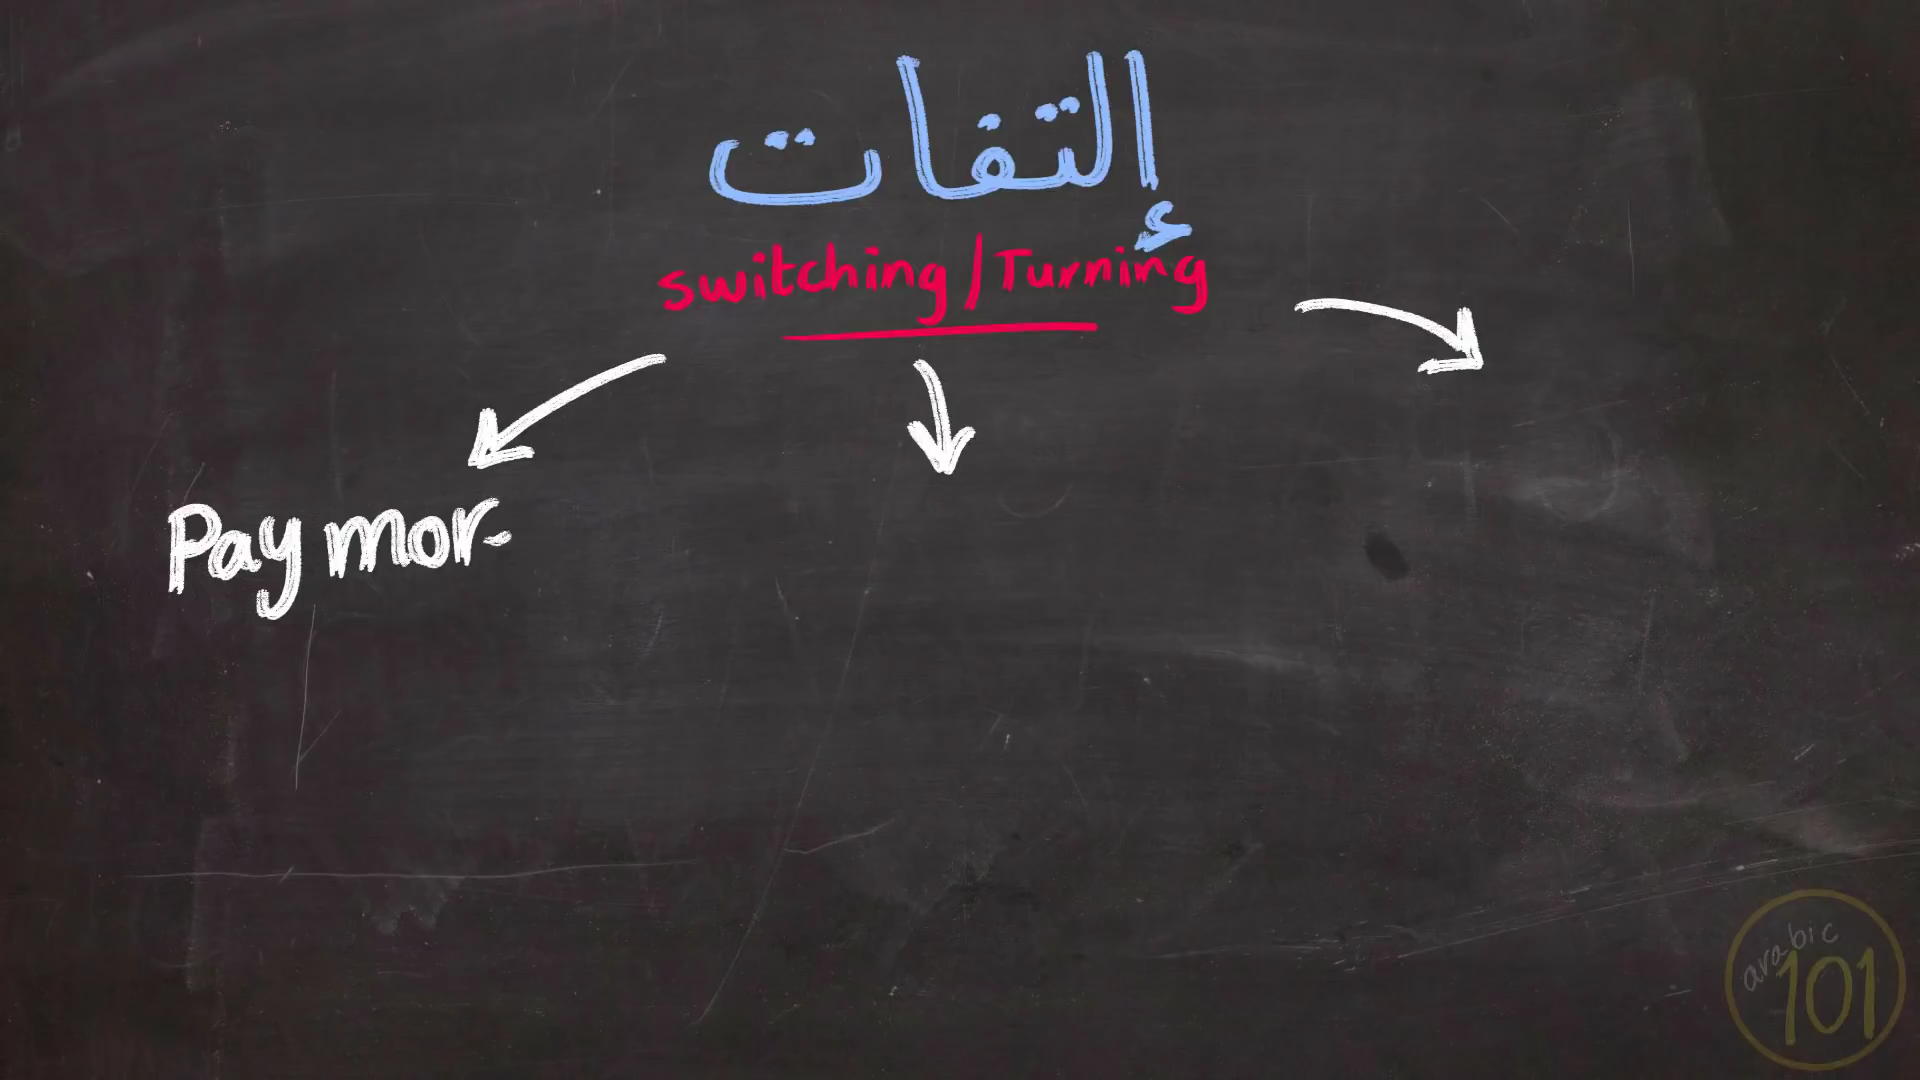 إلتفات
switching/Turning
Pay mor
arabic
101